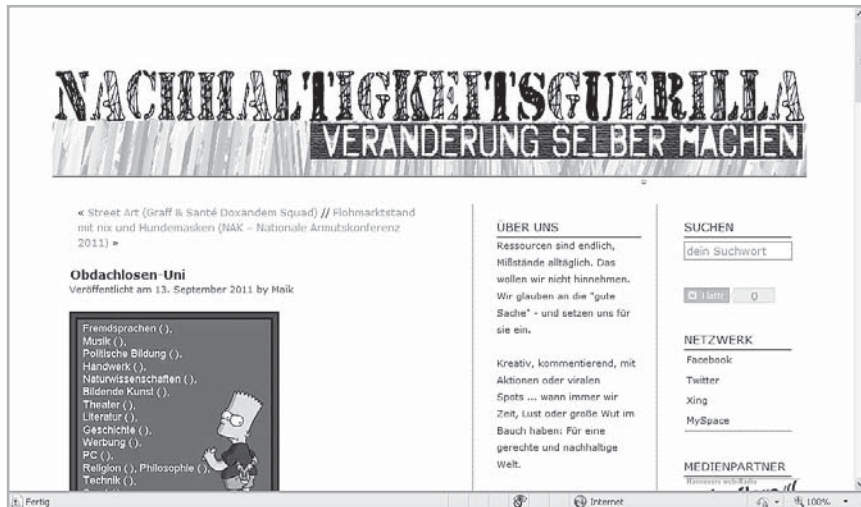 NACHHALTIGKEITSGUERILLA
VERANDERUNG SELBER MACHEN
« Street Art (Graff & Santé Doxandem Squad) // Flohmarktstand
mit nix und Hundemasken (NAK – Nationale Armutskonferenz
2011) »
Obdachlosen-Uni
Veröffentlicht am 13. September 2011 by Maik
Fremdsprachen ( ),
Musik ( ),
Politische Bildung ( ),
Handwerk ( ),
Naturwissenschaften ( ),
Bildende Kunst ( ),
Theater ( ),
Literatur ( ),
Geschichte ( ),
Werbung ( ),
PC ( ),
Religion ( ), Philosophie ( ),
Technik ( ),
ÜBER UNS
Ressourcen sind endlich,
Mißstände alltäglich. Das
wollen wir nicht hinnehmen.
Wir glauben an die "gute
Sache" - und setzen uns für
sie ein.
Kreativ, kommentierend, mit
Aktionen oder viralen
Spots ... wann immer wir
Zeit, Lust oder große Wut im
Bauch haben: Für eine
gerechte und nachhaltige
Welt.
SUCHEN
dein Suchwort
Flattr 0
NETZWERK
Facebook
Twitter
Xing
MySpace
MEDIENPARTNER
Hannovers web-Radio
Fertig
Internet
100%